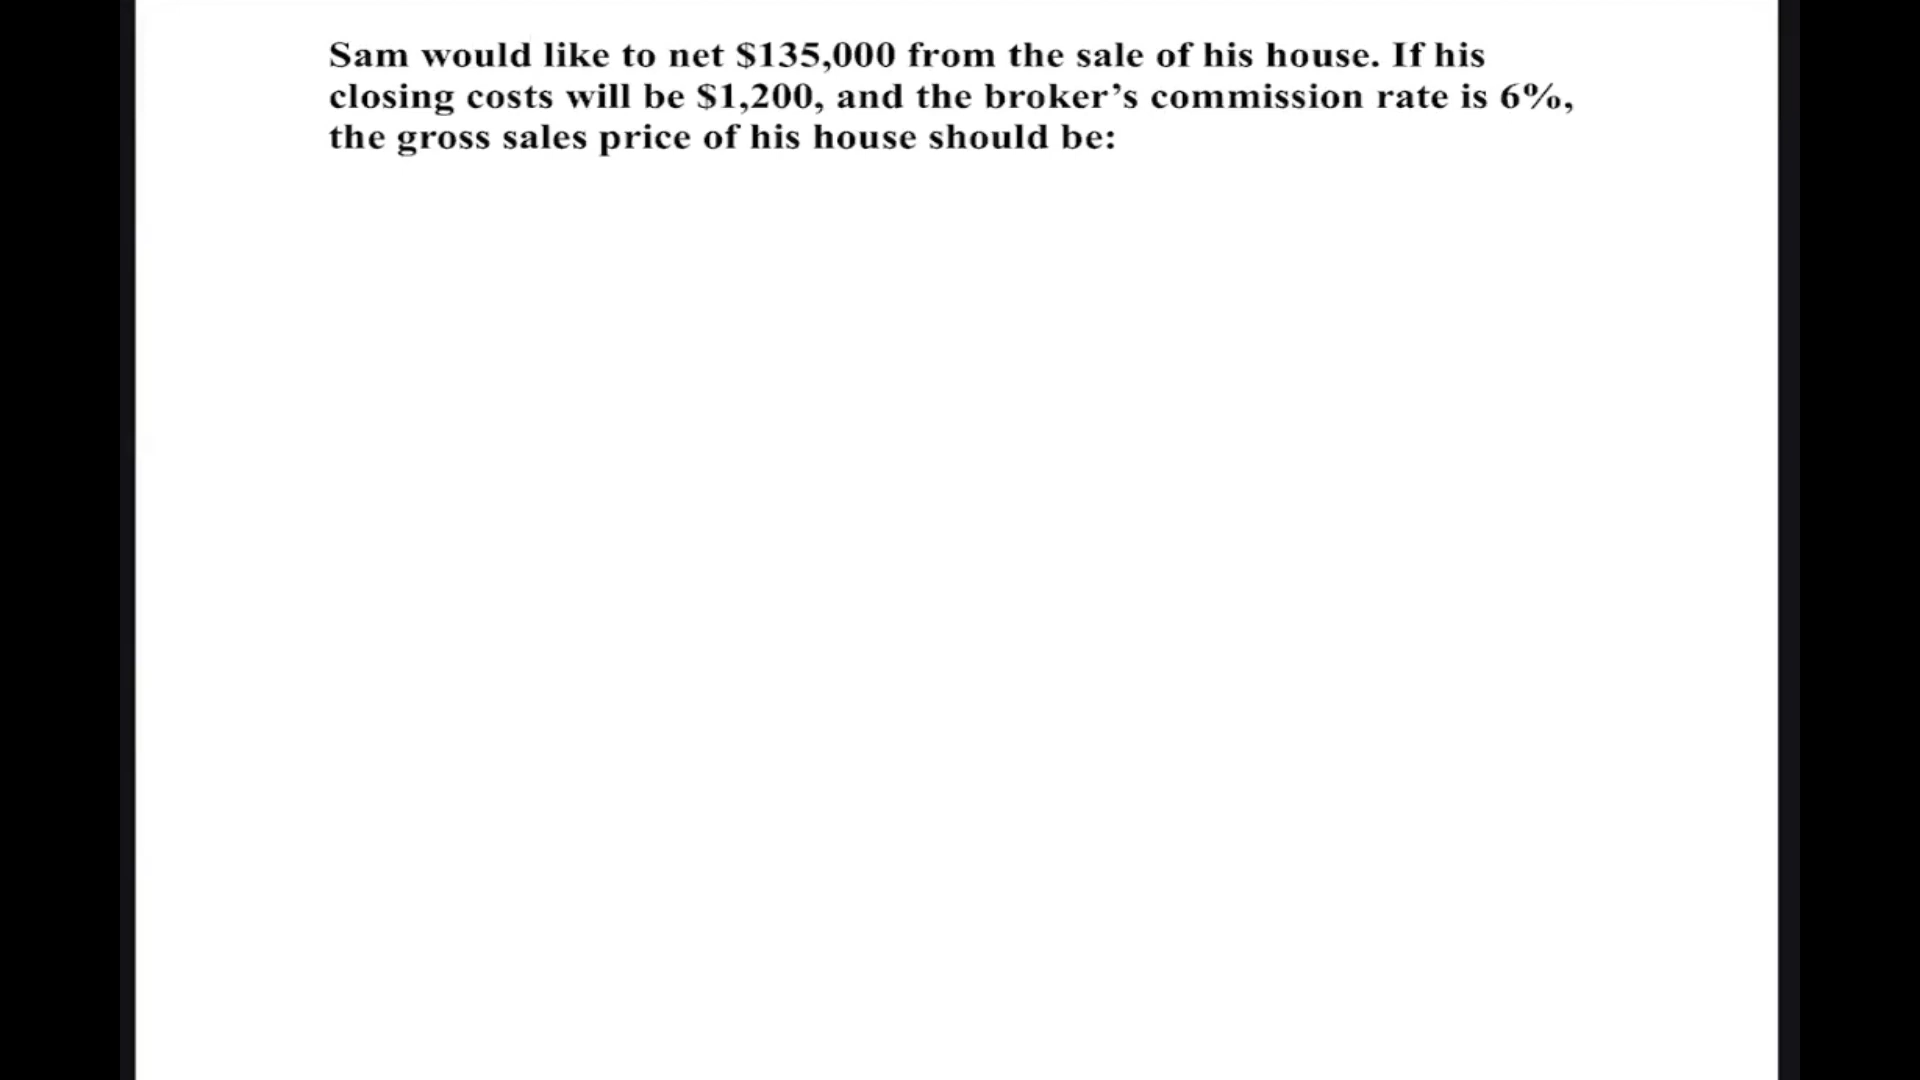 Sam would like to net $135,000 from the sale of his house. If his
closing costs will be $1,200, and the broker’s commission rate is 6%,
the gross sales price of his house should be: